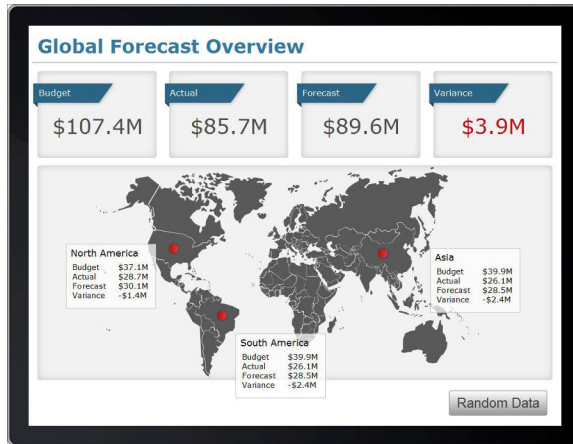 Global Forecast Overview
Budget
$107.4M
Actual
$85.7M
Forecast
$89.6M
Variance
$3.9M
North America
Budget $37.1M
Actual $28.7M
Forecast $30.1M
Variance -$1.4M
South America
Budget $39.9M
Actual $26.1M
Forecast $28.5M
Variance -$2.4M
Asia
Budget $39.9M
Actual $26.1M
Forecast $28.5M
Variance -$2.4M
Random Data